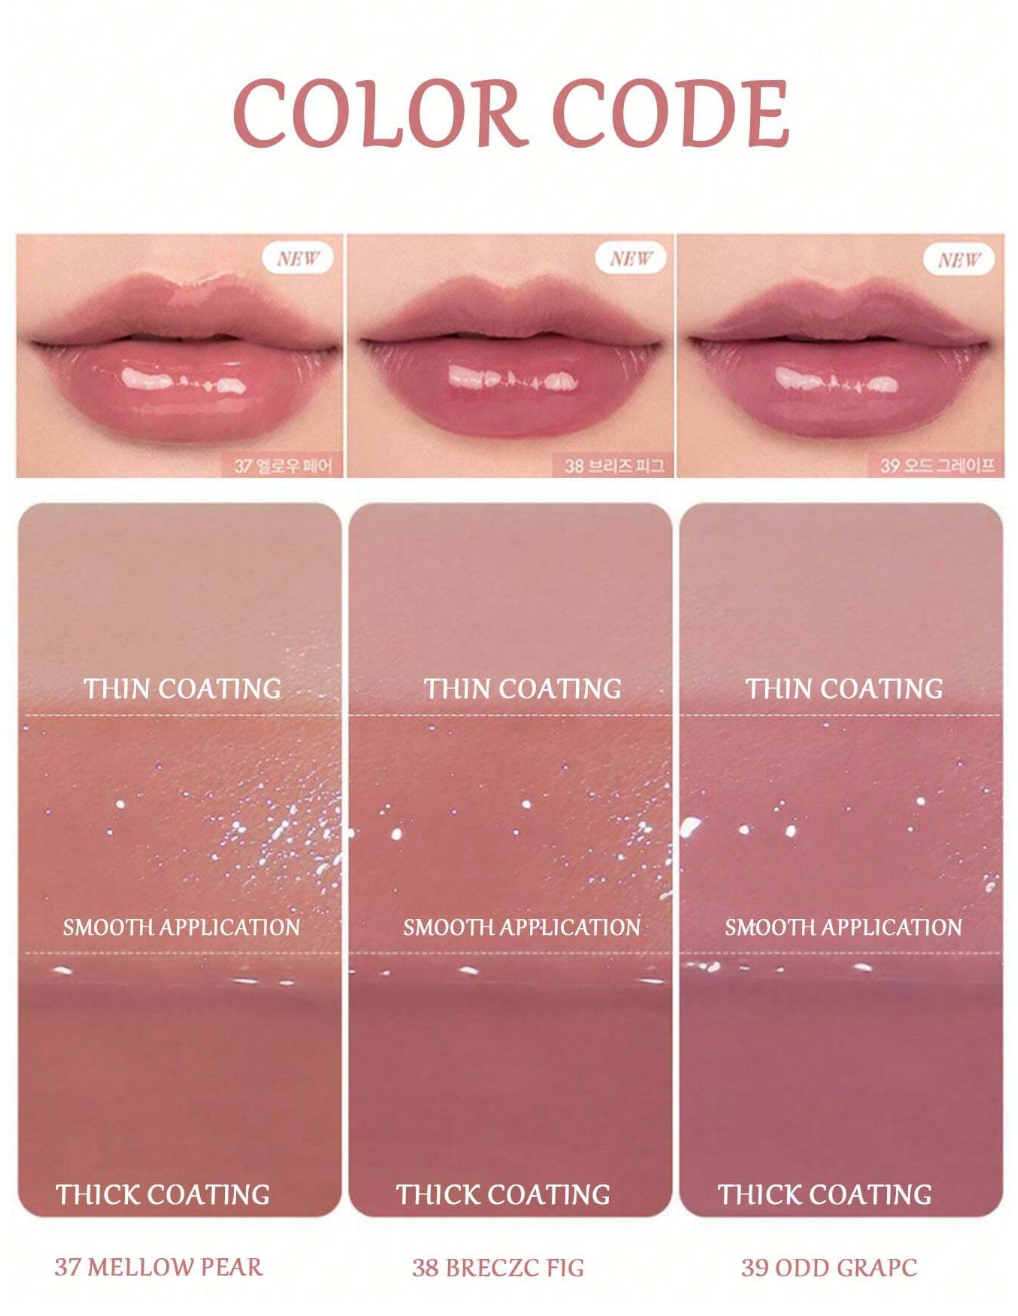 COLOR CODE
NEW
NEW
NEW
37 멜로우 페어
38 브리즈 피그
39 오드 그레이프
THIN COATING
THIN COATING
THIN COATING
SMOOTH APPLICATION
SMOOTH APPLICATION
SMOOTH APPLICATION
THICK COATING
THICK COATING
THICK COATING
37 MELLOW PEAR
38 BRECZC FIG
39 ODD GRAPC